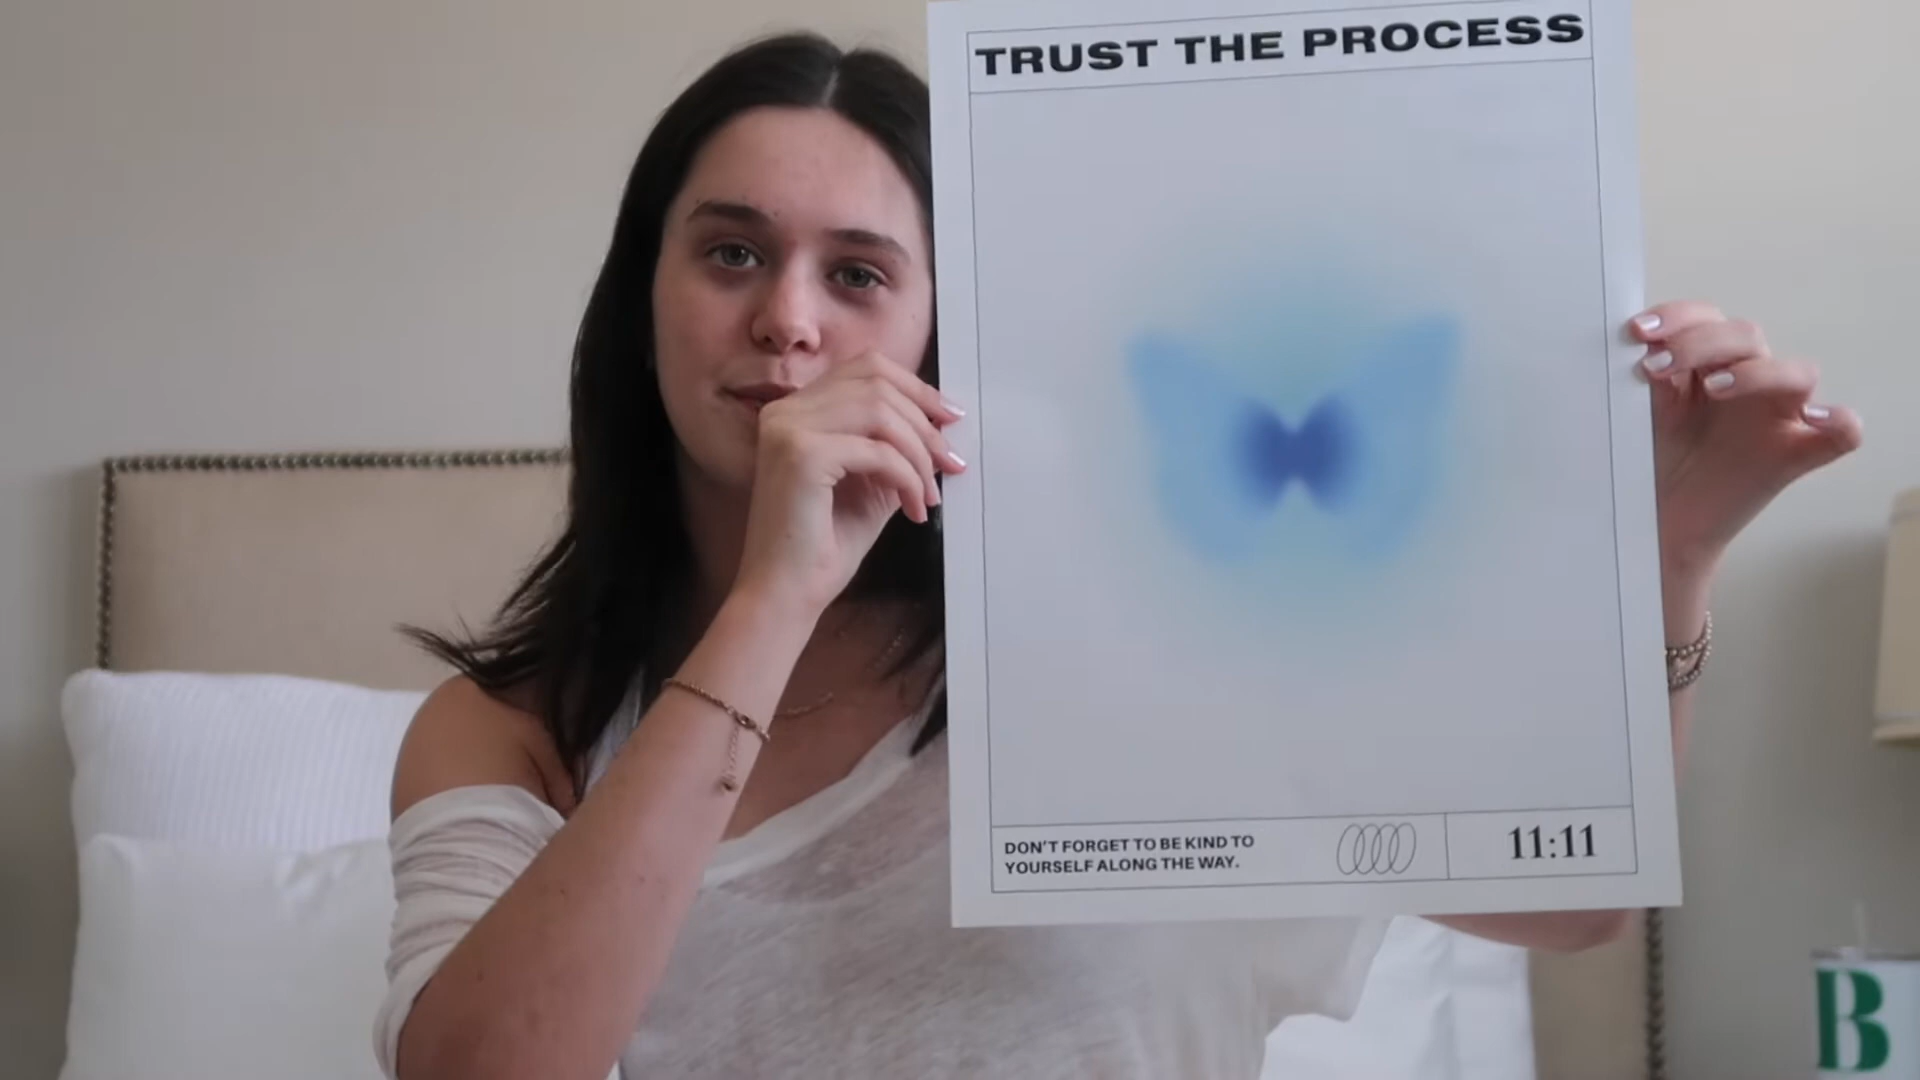 TRUST THE PROCESS
DON'T FORGET TO BE KIND TO
YOURSELF ALONG THE WAY.
11:11
B